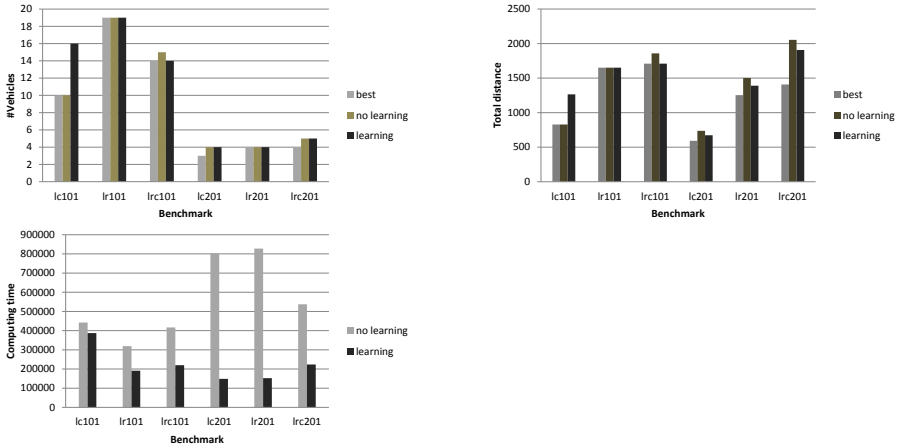 20
18
16
14
12
10
8
6
4
2
0
#Vehicles
lc101 lr101 lrc101 lc201 lr201 lrc201
Benchmark
best
no learning
learning
2500
2000
1500
1000
500
0
Total distance
lc101 lr101 lrc101 lc201 lr201 lrc201
Benchmark
best
no learning
learning
900000
800000
700000
600000
500000
400000
300000
200000
100000
0
Computing time
lc101 lr101 lrc101 lc201 lr201 lrc201
Benchmark
no learning
learning